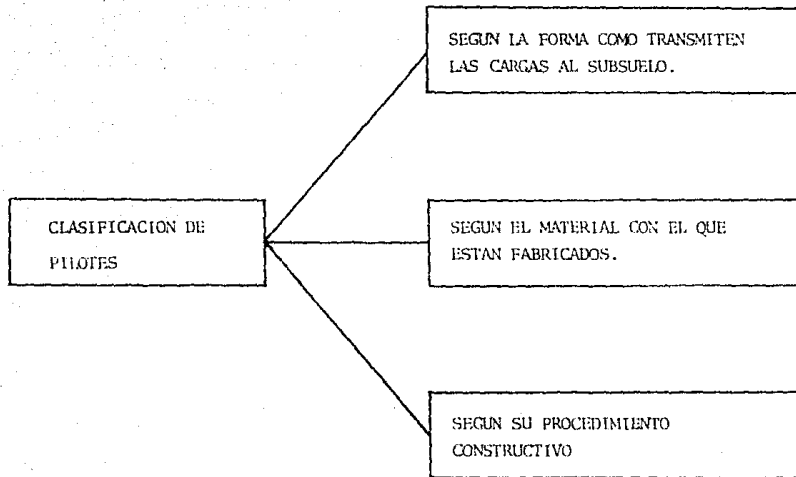 SEGUN LA FORMA COMO TRANSMITEN
LAS CARGAS AL SUBSUELO.
CLASIFICACION DE
PILOTES
SEGUN EL MATERIAL CON EL QUE
ESTAN FABRICADOS.
SEGUN SU PROCEDIMIENTO
CONSTRUCTIVO